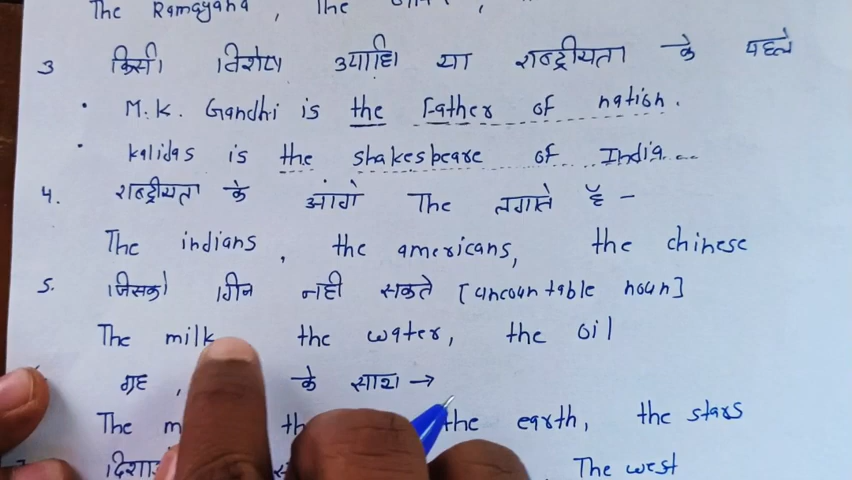 The Ramayana, The
3 किसी विशेष उपाधि या राष्ट्रीयता के पहले
• M.K. Gandhi is the Father of nation.
• kalidas is the shakespeare of India.
4. राष्ट्रीयता के आगे The लगाते हैं -
The indians, the americans, the chinese
5. जिसको गिन नही सकते [uncountable noun]
The milk the water, the oil
ग्रह, के साथ →
The the earth, the stars
The west